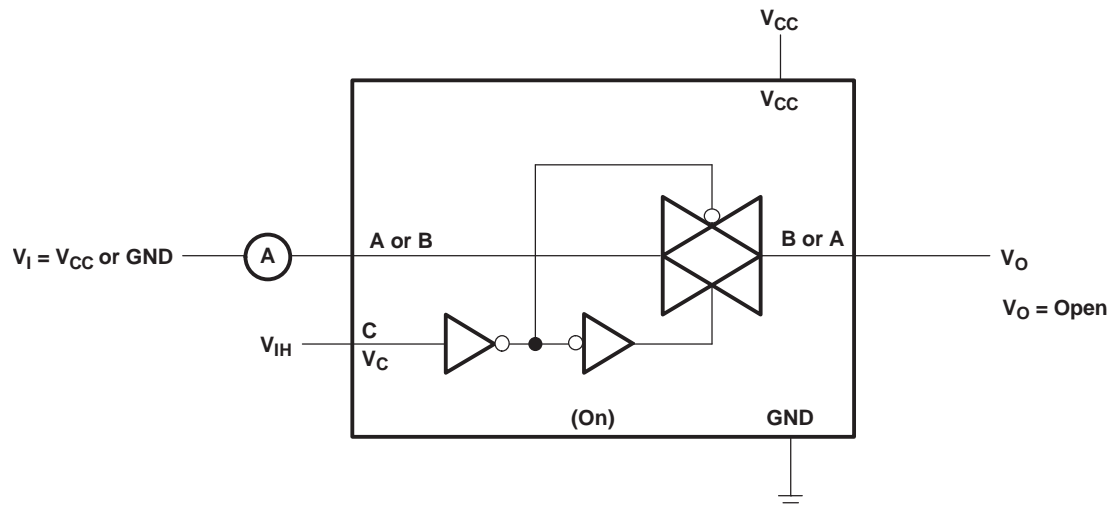 VCC
VCC
A or B
B or A
VI = VCC or GND
A
VO
VO = Open
VIH
C
VC
(On)
GND